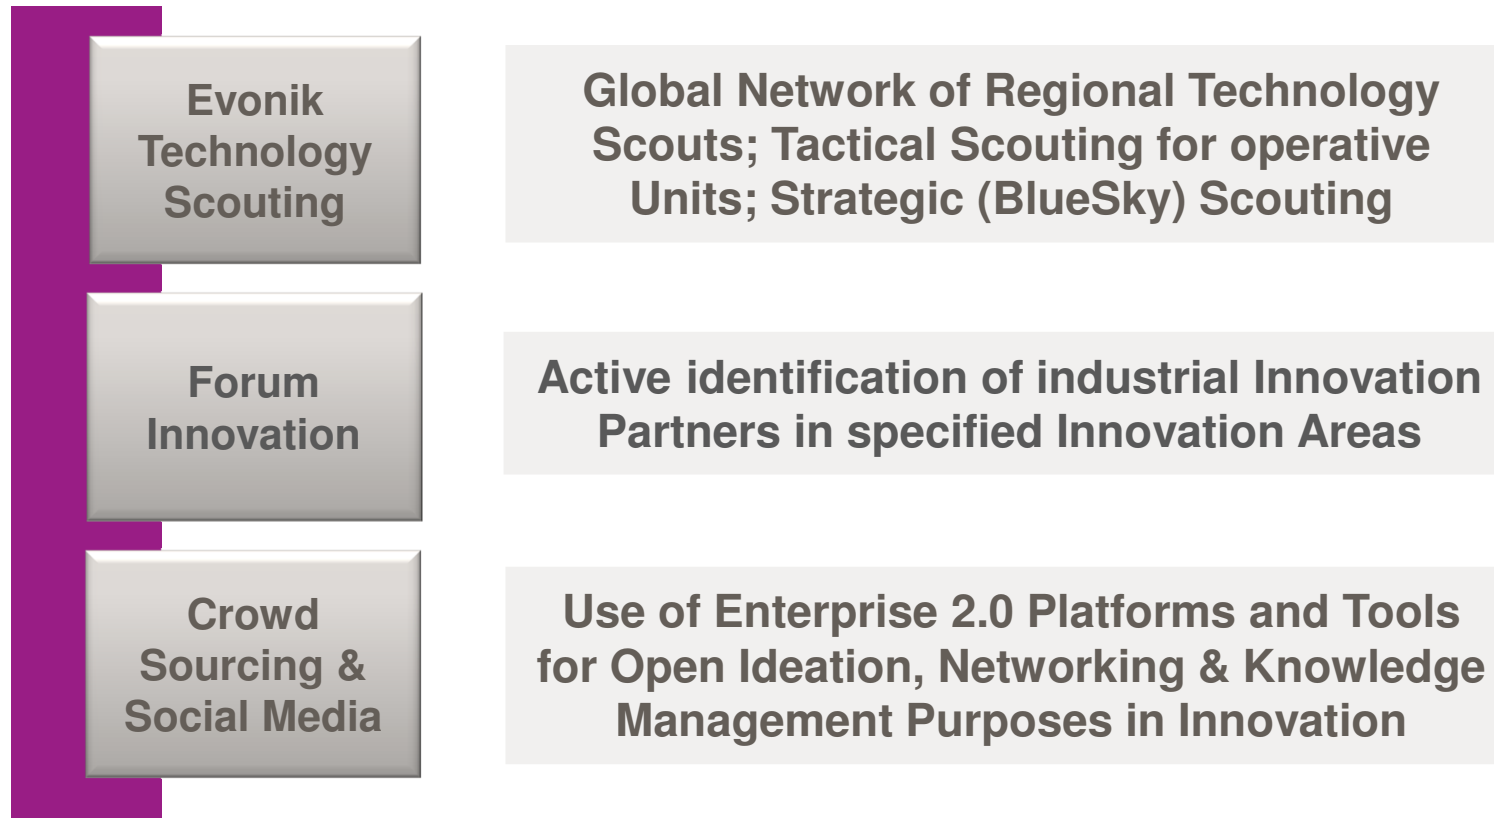 Evonik
Technology
Scouting
Global Network of Regional Technology
Scouts; Tactical Scouting for operative
Units; Strategic (BlueSky) Scouting
Forum
Innovation
Active identification of industrial Innovation
Partners in specified Innovation Areas
Crowd
Sourcing &
Social Media
Use of Enterprise 2.0 Platforms and Tools
for Open Ideation, Networking & Knowledge
Management Purposes in Innovation